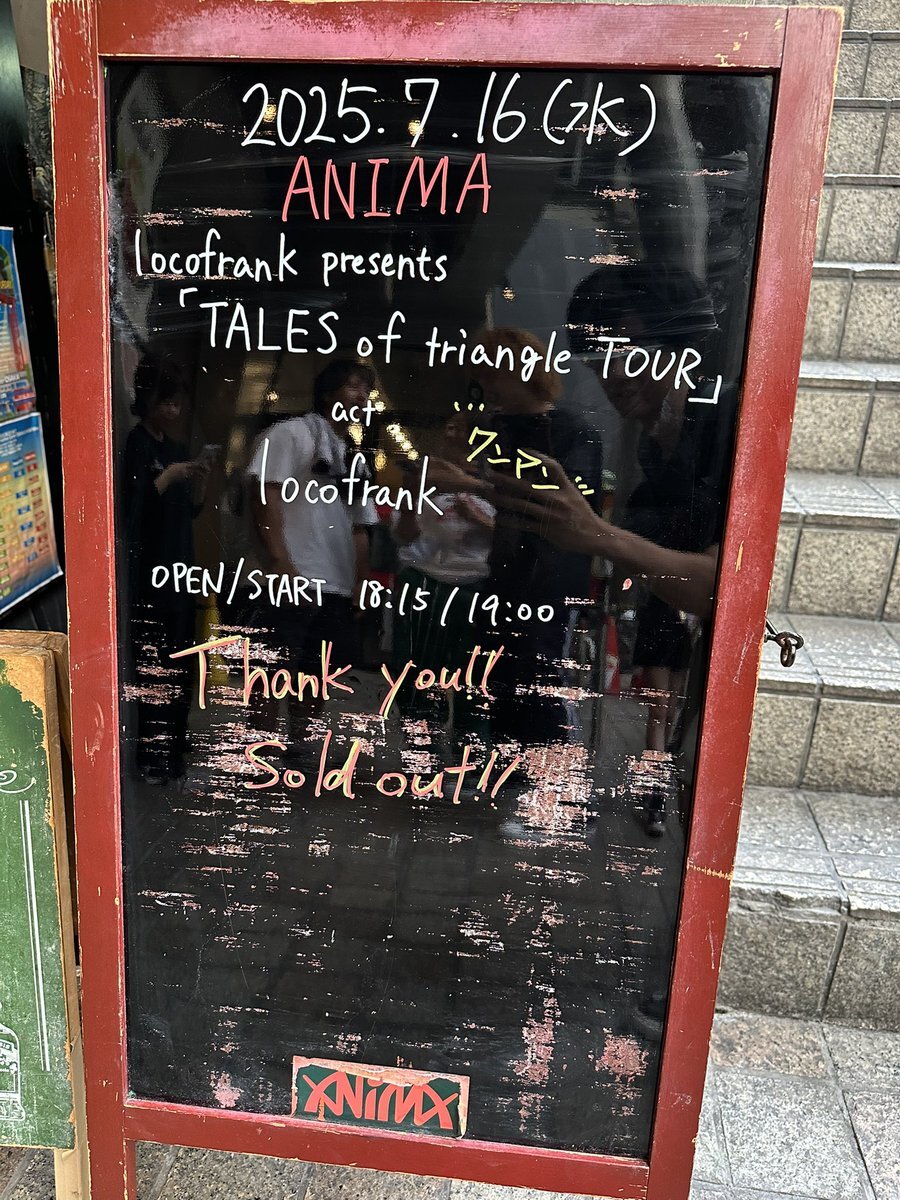 2025.7.16(水)
ANIMA
locofrank presents
「TALES of triangle TOUR」
act
ワンマン
locofrank
OPEN/START 18:15/19:00
Thank you!!
Sold out!!
ANIMA